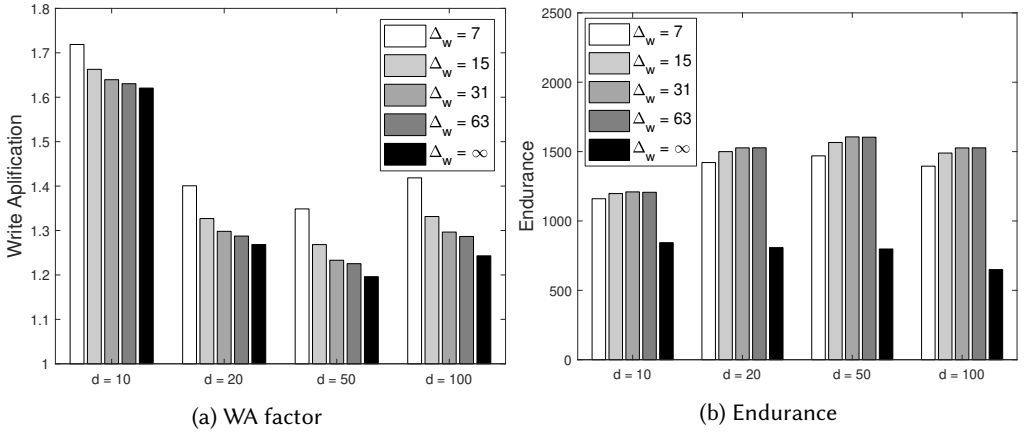 1.8
1.7
1.6
1.5
1.4
1.3
1.2
1.1
1
Write Aplification
Δw = 7
Δw = 15
Δw = 31
Δw = 63
Δw = ∞
d = 10 d = 20 d = 50 d = 100
(a) WA factor
2500
2000
1500
1000
500
0
Endurance
Δw = 7
Δw = 15
Δw = 31
Δw = 63
Δw = ∞
d = 10 d = 20 d = 50 d = 100
(b) Endurance